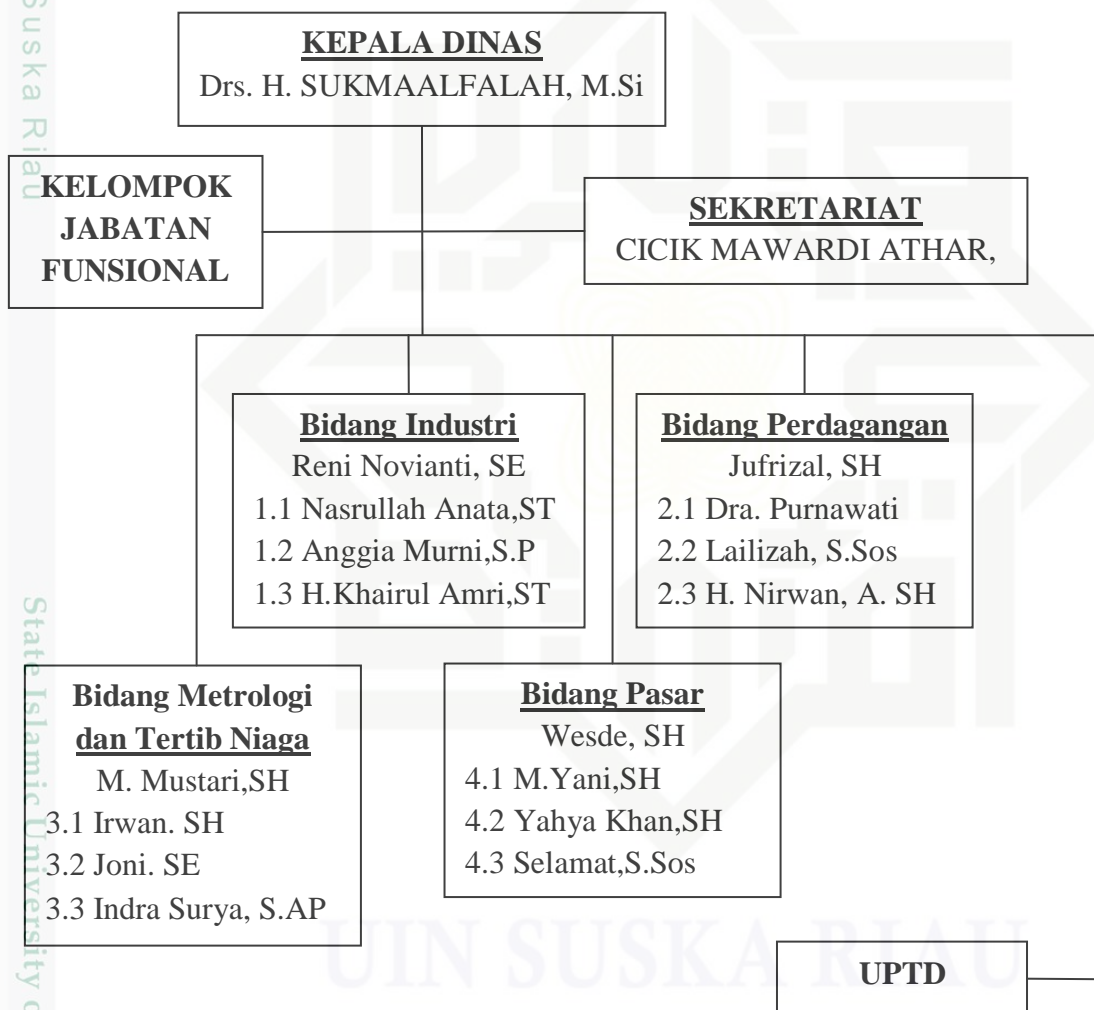 KEPALA DINAS
Drs. H. SUKMAALFALAH, M.Si
KELOMPOK
JABATAN
FUNSIONAL
SEKRETARIAT
CICIK MAWARDI ATHAR,
Bidang Industri
Reni Novianti, SE
1.1 Nasrullah Anata,ST
1.2 Anggia Murni,S.P
1.3 H.Khairul Amri,ST
Bidang Perdagangan
Jufrizal, SH
2.1 Dra. Purnawati
2.2 Lailizah, S.Sos
2.3 H. Nirwan, A. SH
Bidang Metrologi
dan Tertib Niaga
M. Mustari,SH
3.1 Irwan. SH
3.2 Joni. SE
3.3 Indra Surya, S.AP
Bidang Pasar
Wesde, SH
4.1 M.Yani,SH
4.2 Yahya Khan,SH
4.3 Selamat,S.Sos
UPTD
UIN SUSKA RIAU
Suska Riau
State Islamic University